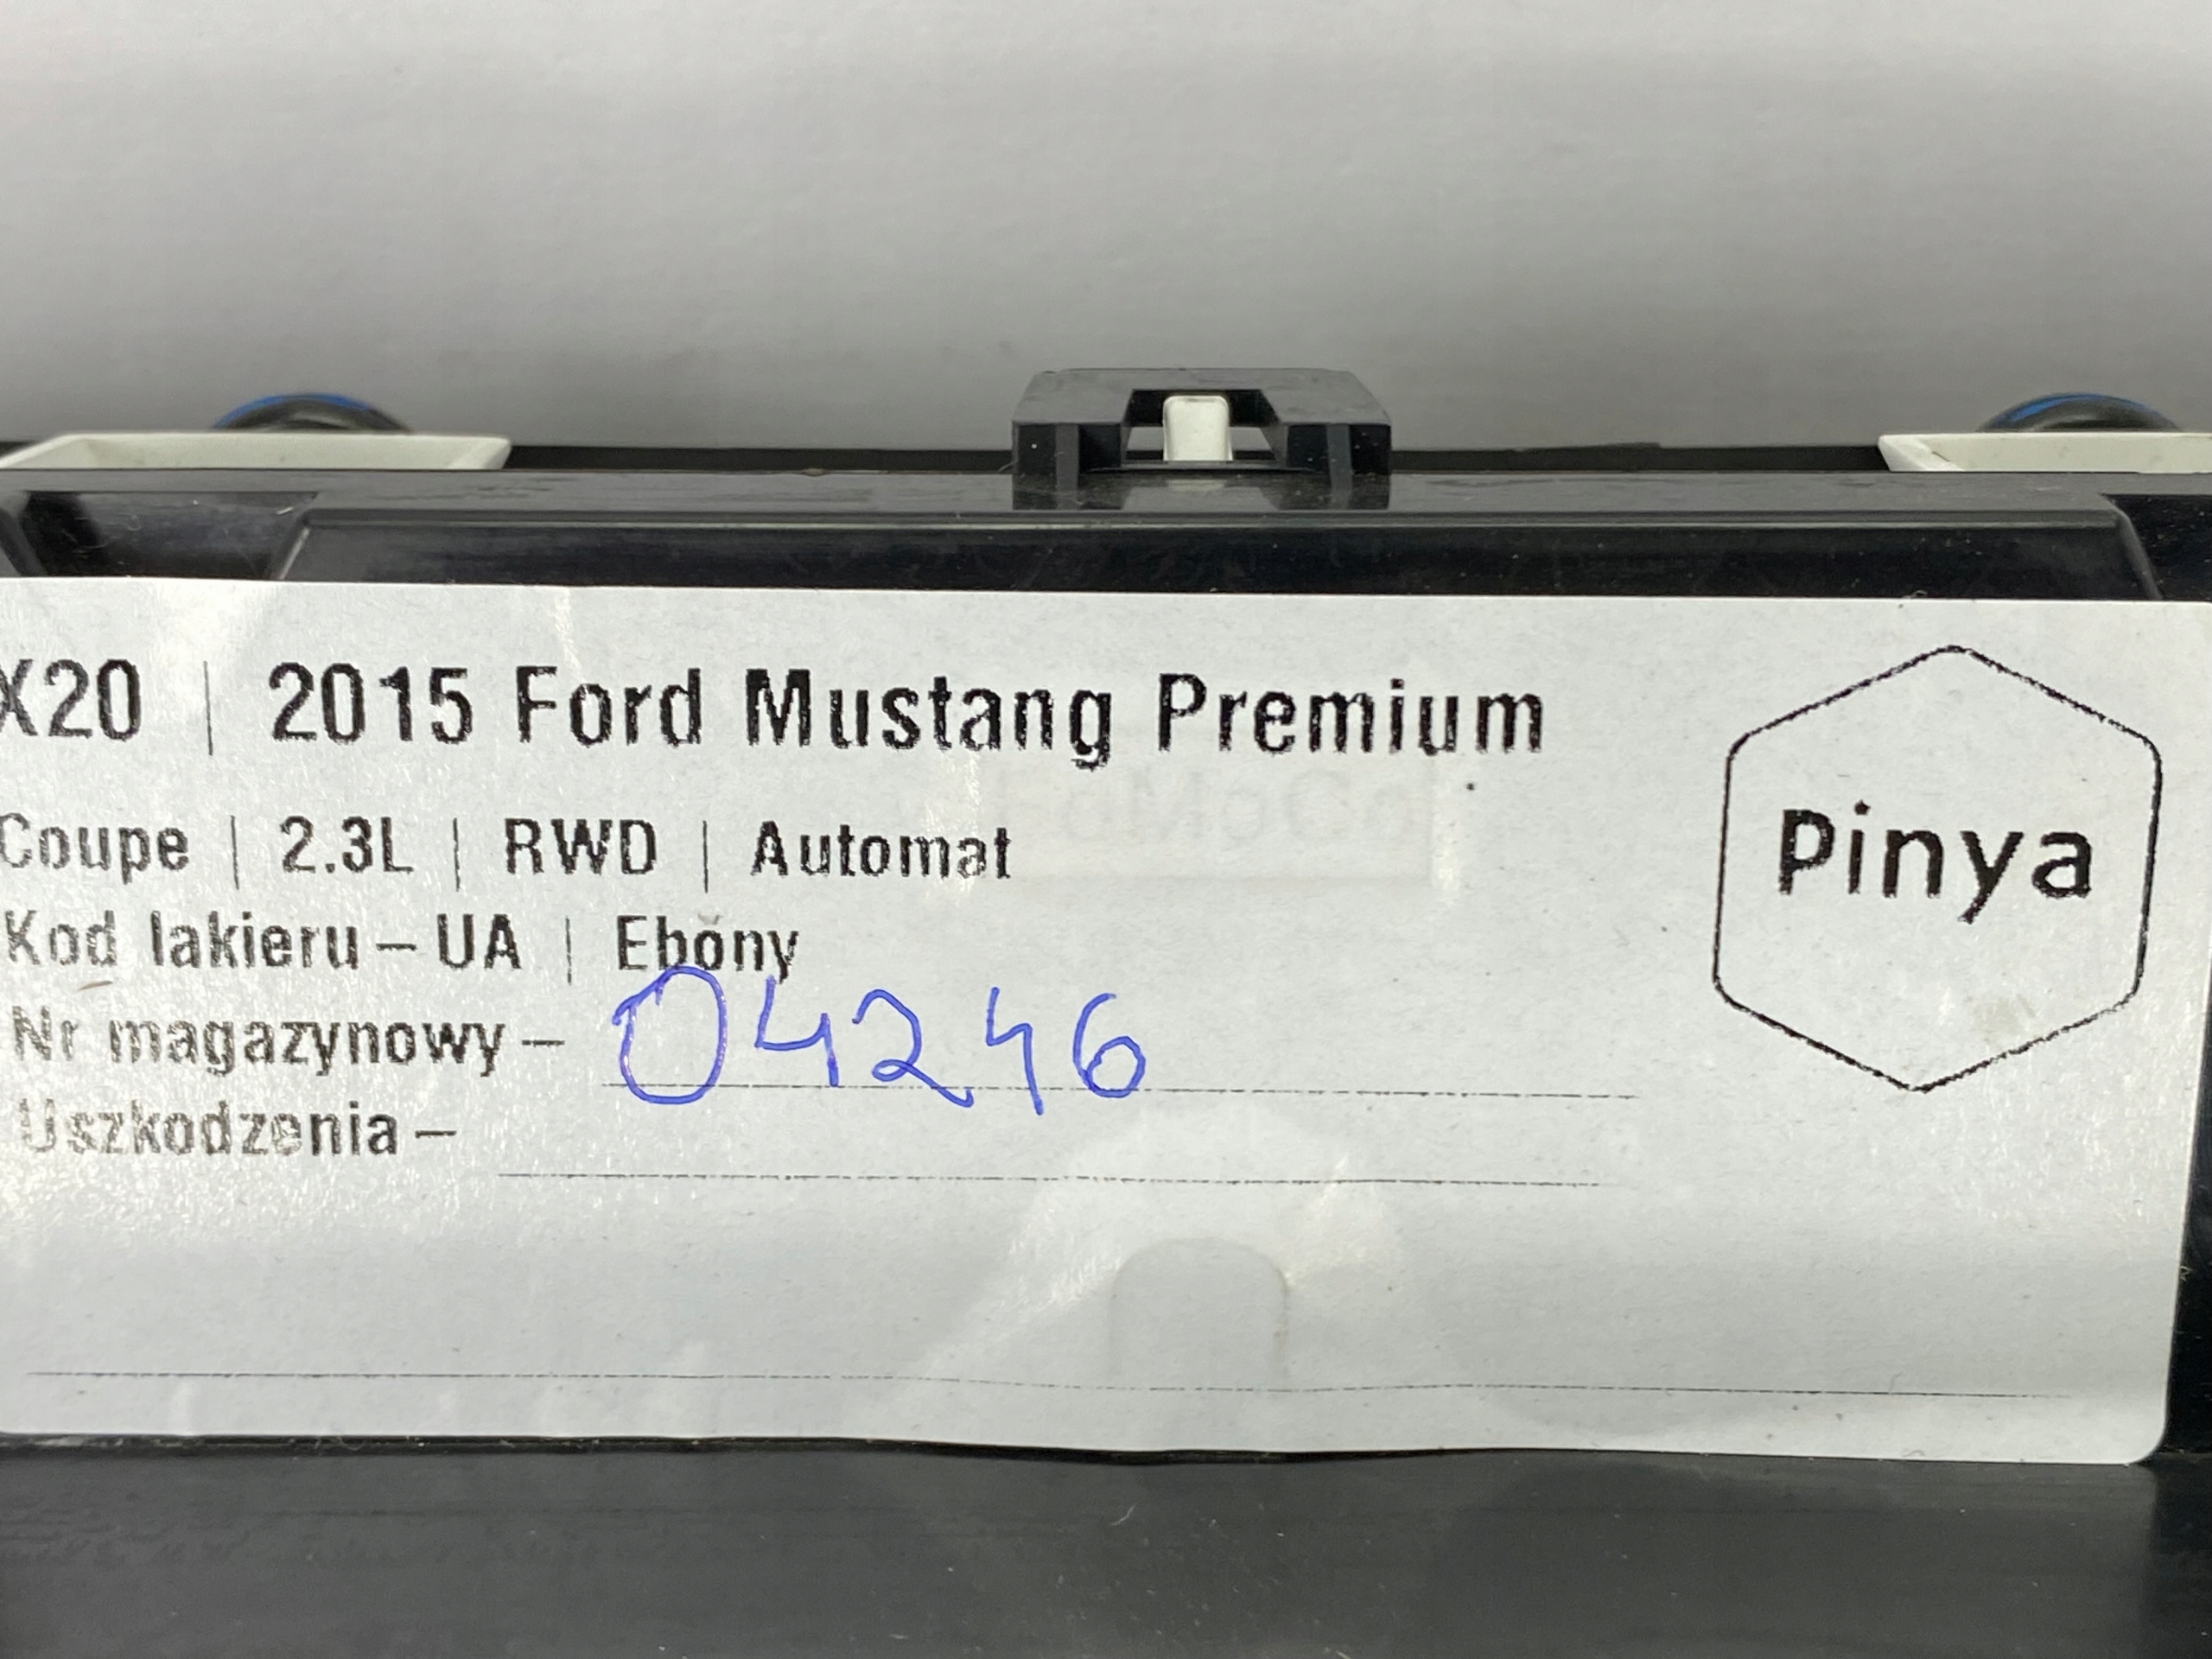 X20 | 2015 Ford Mustang Premium
Coupe | 2.3L | RWD | Automat
Kod lakieru – UA | Ebony
Nr magazynowy – 04246
Uszkodzenia –
Pinya